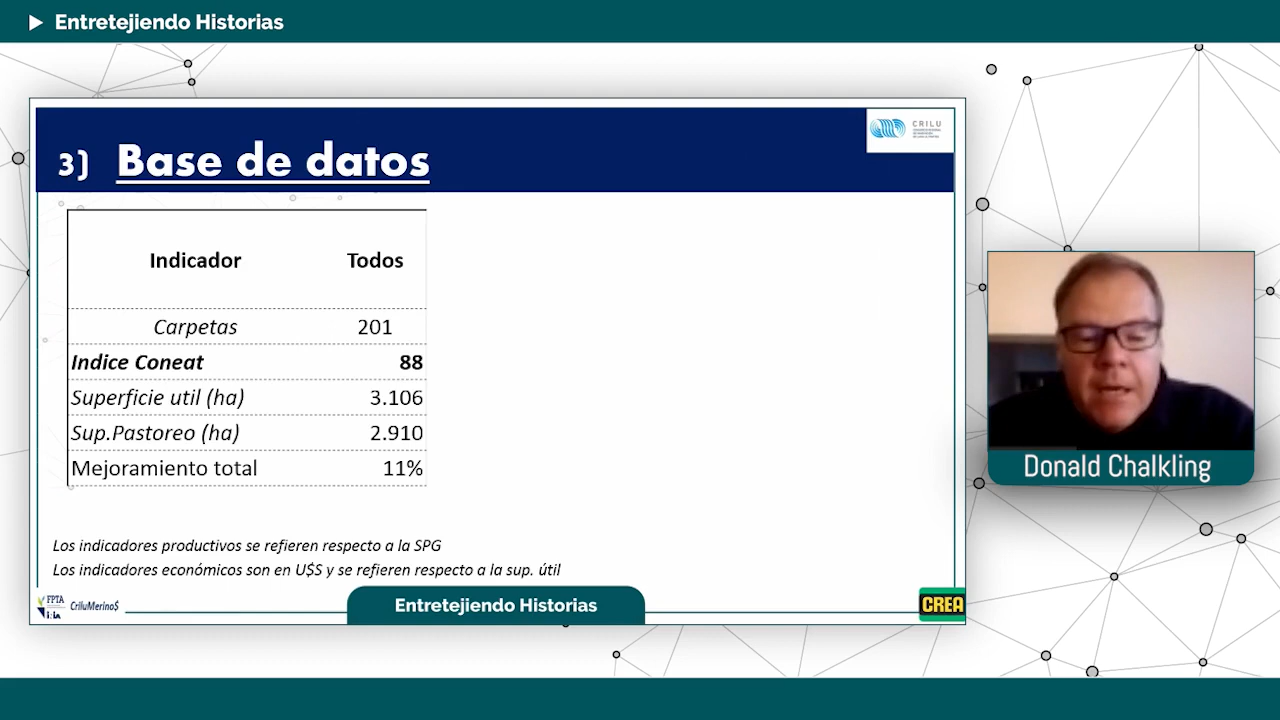 Entretejiendo Historias
CRILU
3) Base de datos
Indicador Todos
Carpetas 201
Indice Coneat 88
Superficie util (ha) 3.106
Sup.Pastoreo (ha) 2.910
Mejoramiento total 11%
Donald Chalkling
Los indicadores productivos se refieren respecto a la SPG
Los indicadores económicos son en U$S y se refieren respecto a la sup. útil
FPTA
CriluMerino$
Entretejiendo Historias
CREA